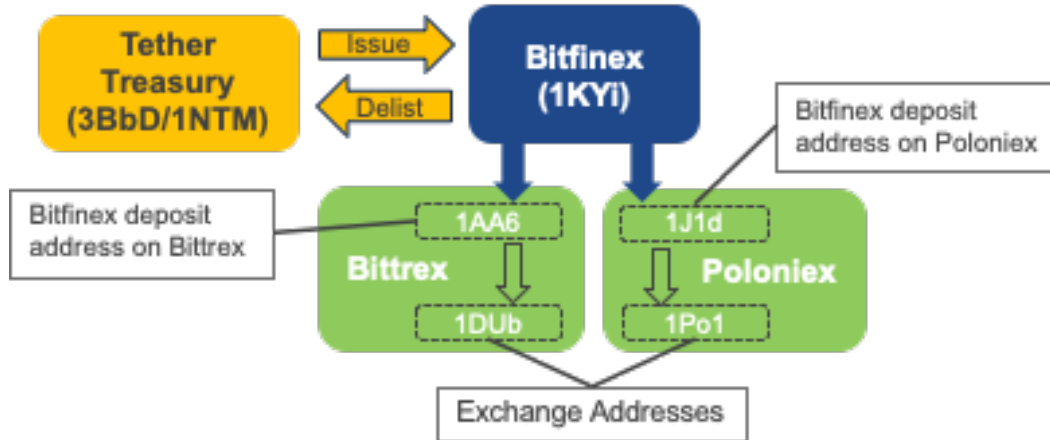 Tether
Treasury
(3BbD/1NTM)
Issue
Delist
Bitfinex
(1KYi)
Bitfinex deposit
address on Poloniex
Bitfinex deposit
address on Bittrex
1AA6
Bittrex
1DUb
1J1d
Poloniex
1Po1
Exchange Addresses